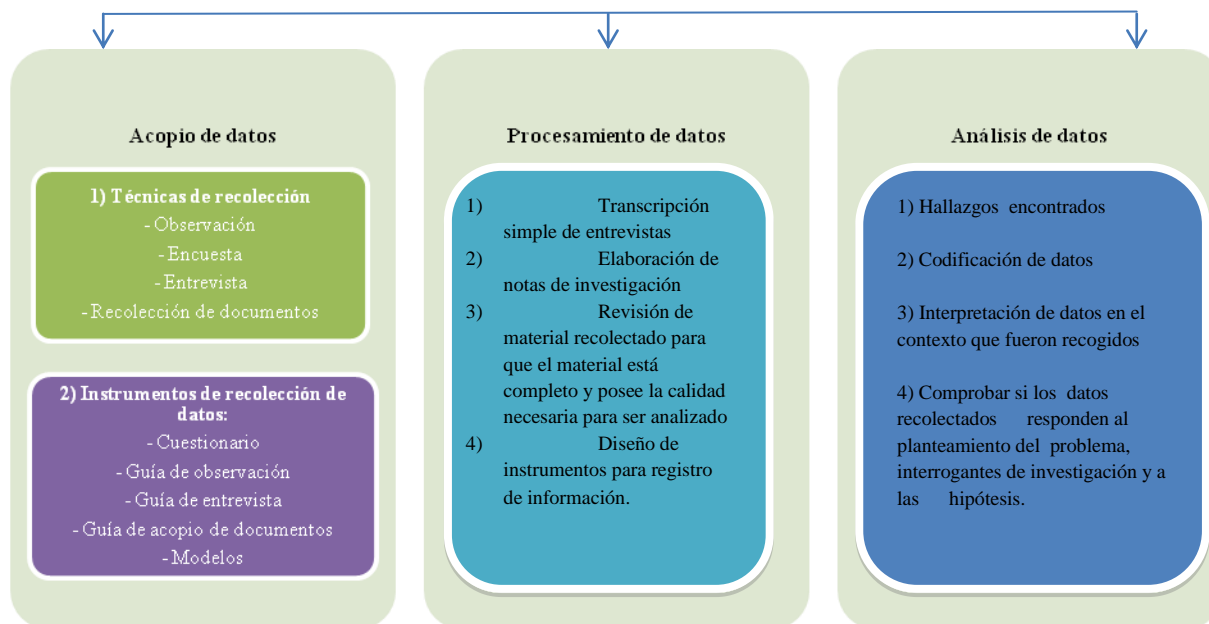 Acopio de datos
1) Técnicas de recolección
- Observación
- Encuesta
- Entrevista
- Recolección de documentos
2) Instrumentos de recolección de
datos:
- Cuestionario
- Guía de observación
- Guía de entrevista
- Guía de acopio de documentos
- Modelos
Procesamiento de datos
1) Transcripción
simple de entrevistas
2) Elaboración de
notas de investigación
3) Revisión de
material recolectado para
que el material está
completo y posee la calidad
necesaria para ser analizado
4) Diseño de
instrumentos para registro
de información.
Análisis de datos
1) Hallazgos encontrados
2) Codificación de datos
3) Interpretación de datos en el
contexto que fueron recogidos
4) Comprobar si los datos
recolectados responden al
planteamiento del problema,
interrogantes de investigación y a
las hipótesis.